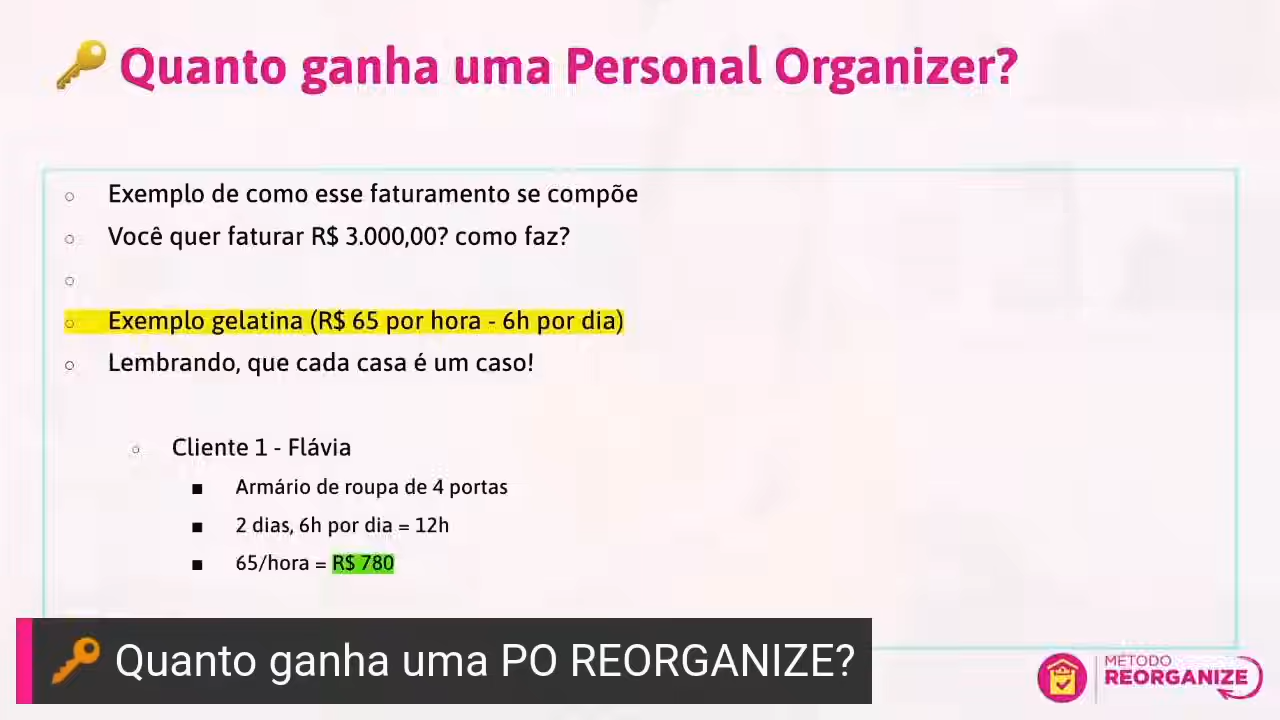 🔑 Quanto ganha uma Personal Organizer?
○ Exemplo de como esse faturamento se compõe
○ Você quer faturar R$ 3.000,00? como faz?
○
○ Exemplo gelatina (R$ 65 por hora - 6h por dia)
○ Lembrando, que cada casa é um caso!
○ Cliente 1 - Flávia
■ Armário de roupa de 4 portas
■ 2 dias, 6h por dia = 12h
■ 65/hora = R$ 780
🔑 Quanto ganha uma PO REORGANIZE?
MÉTODO
REORGANIZE